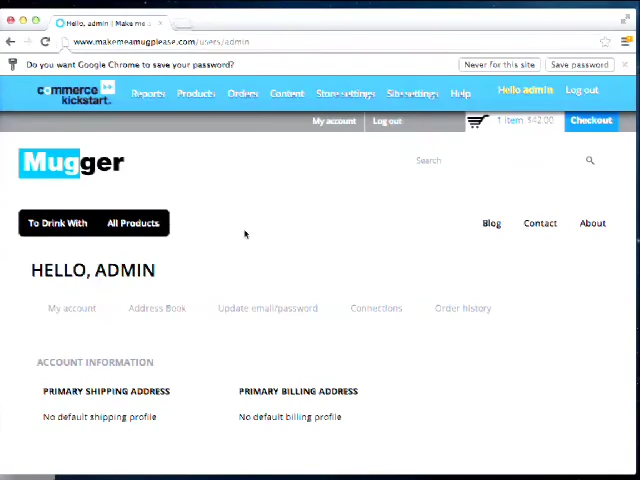 Hello, admin | Make me a
www.makemeamugplease.com/users/admin
Do you want Google Chrome to save your password? Never for this site Save password
commerce kickstart. Reports Products Orders Content Store settings Site settings Help Hello admin Log out
My account Log out 1 item $42.00 Checkout
Mugger Search
To Drink With All Products Blog Contact About
HELLO, ADMIN
My account Address Book Update email/password Connections Order history
ACCOUNT INFORMATION
PRIMARY SHIPPING ADDRESS PRIMARY BILLING ADDRESS
No default shipping profile No default billing profile